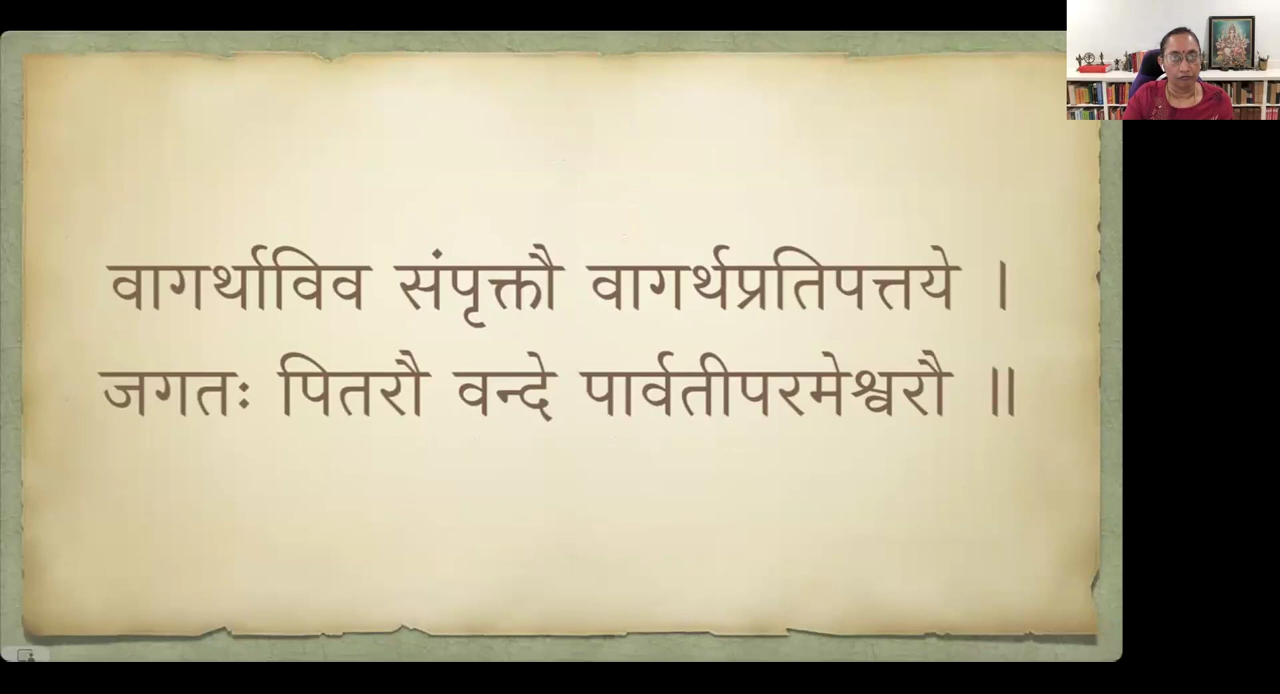 वागर्थाविव संपृक्तौ वागर्थप्रतिपत्तये ।
जगतः पितरौ वन्दे पार्वतीपरमेश्वरौ ॥